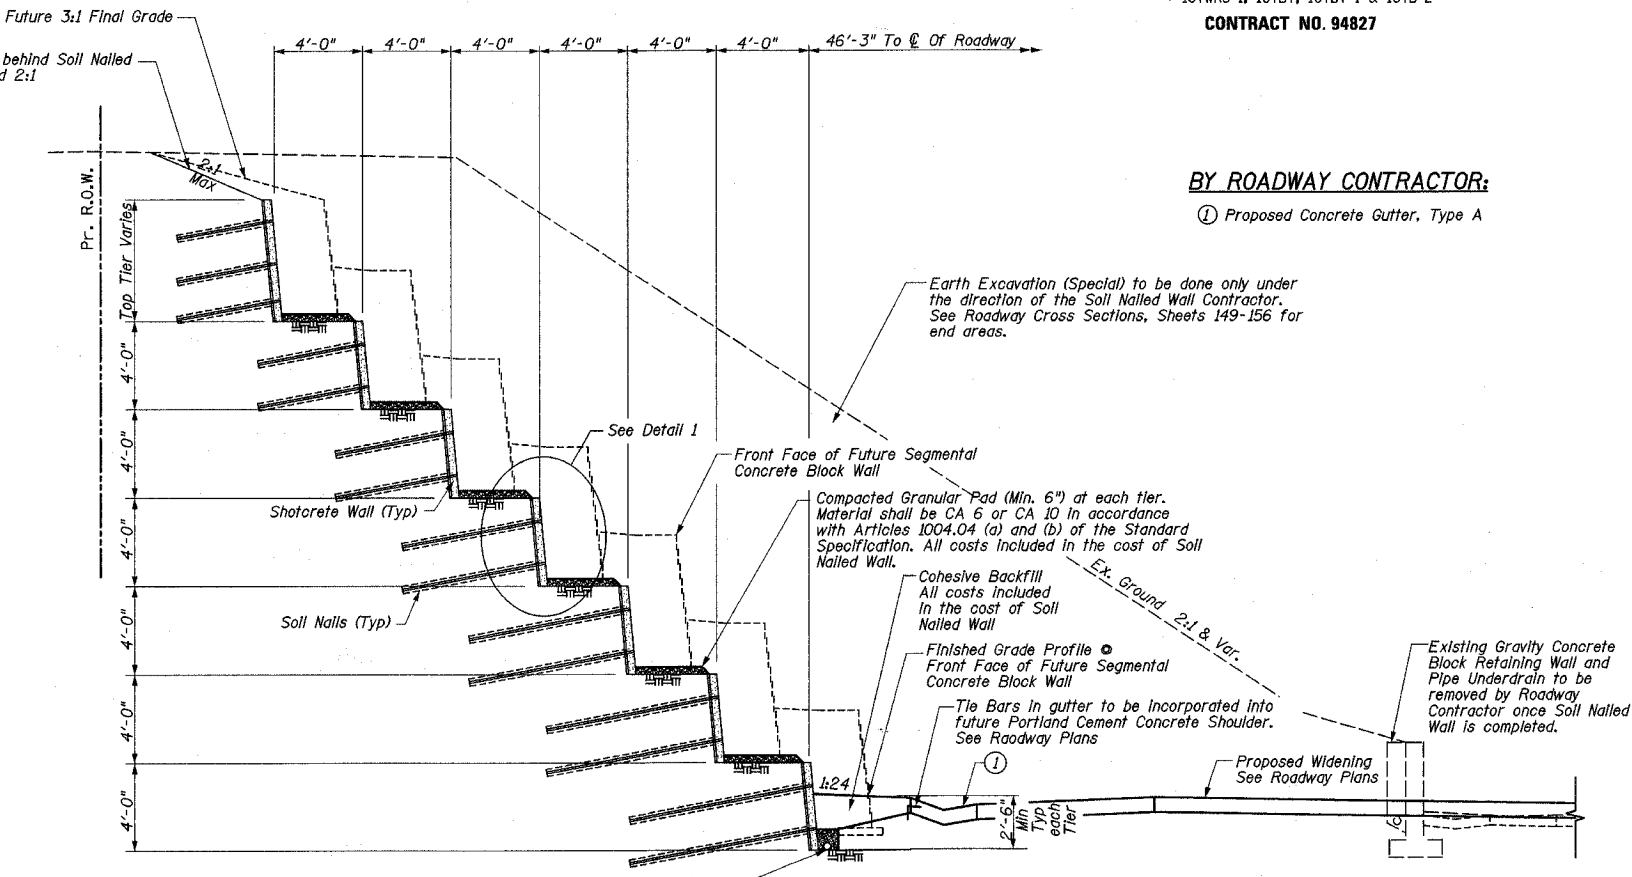 CONTRACT NO. 94827
Future 3:1 Final Grade
behind Soil Nailed
2:1
4'-0"
4'-0"
4'-0"
4'-0"
4'-0"
4'-0"
46'-3" To ℄ Of Roadway
2:1
Max
Pr. R.O.W.
Top Tier Varies
4'-0"
4'-0"
4'-0"
4'-0"
4'-0"
4'-0"
BY ROADWAY CONTRACTOR:
① Proposed Concrete Gutter, Type A
Earth Excavation (Special) to be done only under
the direction of the Soil Nailed Wall Contractor.
See Roadway Cross Sections, Sheets 149-156 for
end areas.
See Detail 1
Front Face of Future Segmental
Concrete Block Wall
Shotcrete Wall (Typ)
Compacted Granular Pad (Min. 6") at each tier.
Material shall be CA 6 or CA 10 in accordance
with Articles 1004.04 (a) and (b) of the Standard
Specification. All costs included in the cost of Soil
Nailed Wall.
Ex. Ground 2:1 & Var.
Cohesive Backfill
All costs included
in the cost of Soil
Nailed Wall
Soil Nails (Typ)
Finished Grade Profile @
Front Face of Future Segmental
Concrete Block Wall
Existing Gravity Concrete
Block Retaining Wall and
Pipe Underdrain to be
removed by Roadway
Contractor once Soil Nailed
Wall is completed.
Tie Bars in gutter to be incorporated into
future Portland Cement Concrete Shoulder.
See Raodway Plans
①
Proposed Widening
See Roadway Plans
1:24
2'-6"
Min
Typ
each
Tier